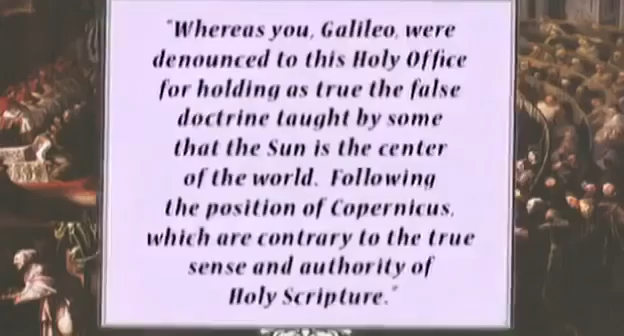 "Whereas you, Galileo, were
denounced to this Holy Office
for holding as true the false
doctrine taught by some
that the Sun is the center
of the world. Following
the position of Copernicus,
which are contrary to the true
sense and authority of
Holy Scripture."